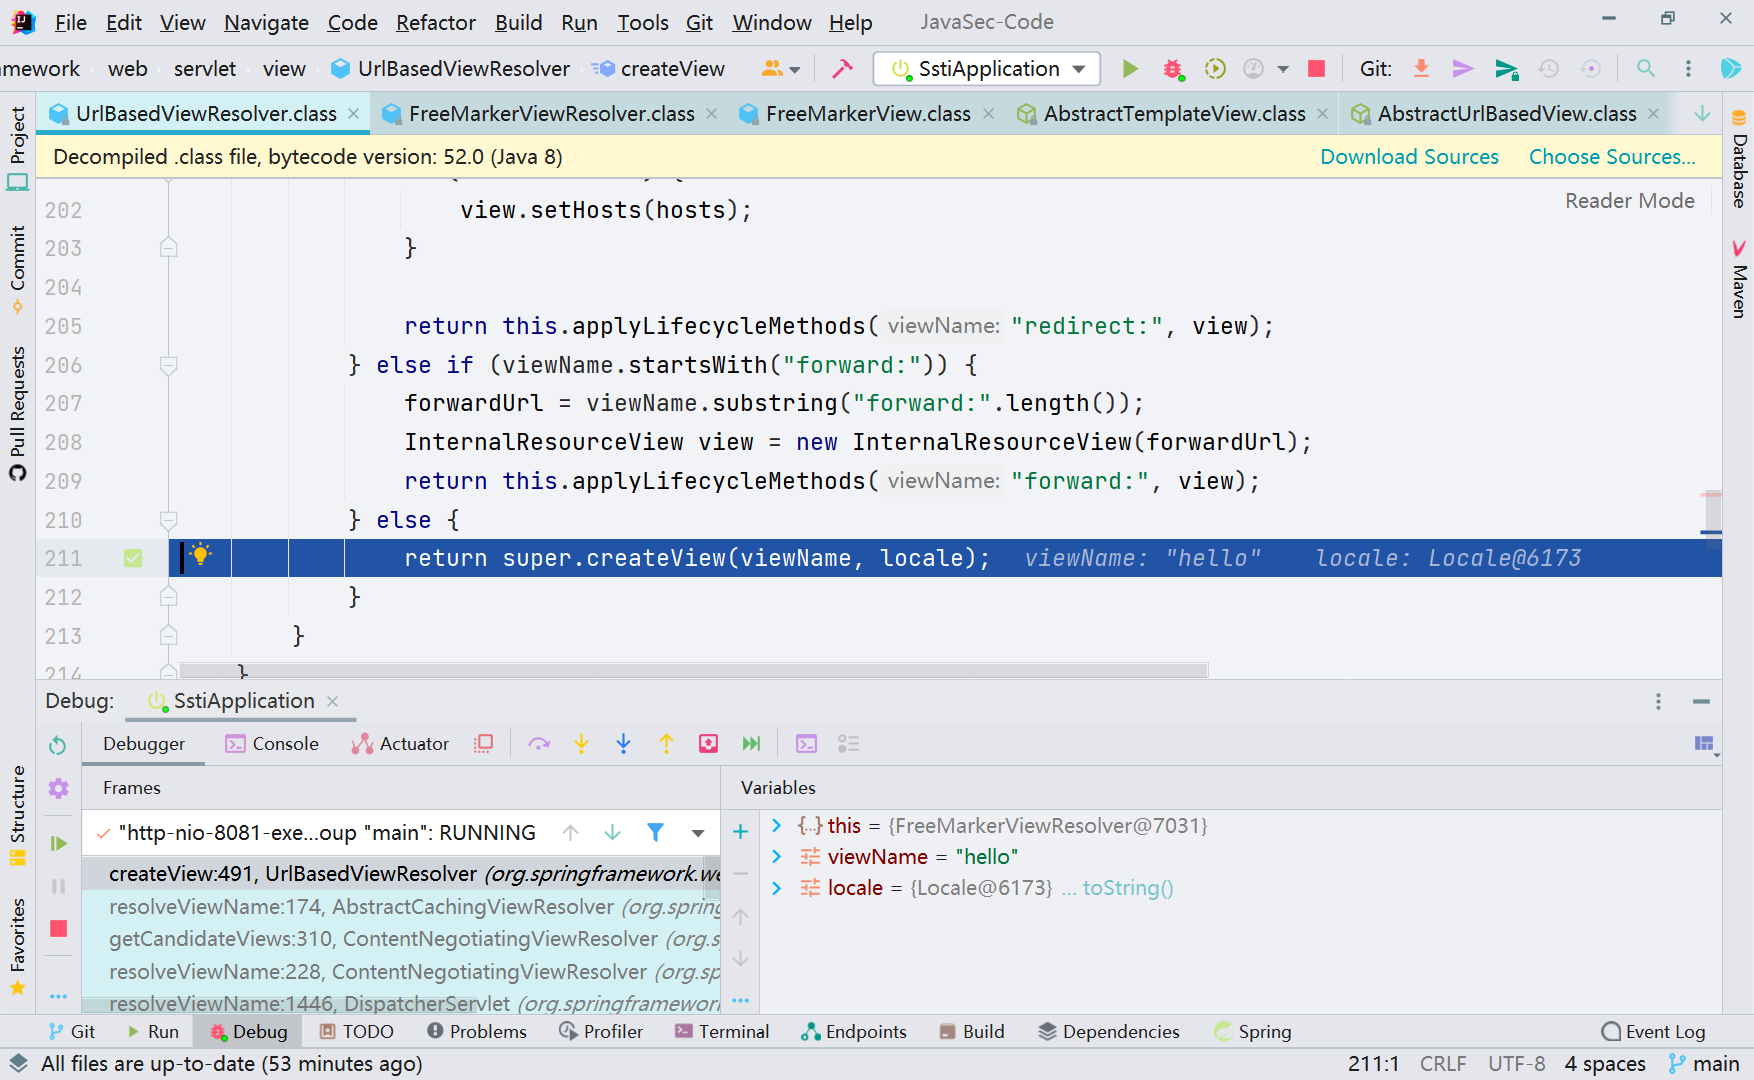 File Edit View Navigate Code Refactor Build Run Tools Git Window Help JavaSec-Code
mework web servlet view UrlBasedViewResolver createView SstiApplication Git:
UrlBasedViewResolver.class FreeMarkerViewResolver.class FreeMarkerView.class AbstractTemplateView.class AbstractUrlBasedView.class
Decompiled .class file, bytecode version: 52.0 (Java 8) Download Sources Choose Sources...
Reader Mode
202 view.setHosts(hosts);
203 }
204
205 return this.applyLifecycleMethods( viewName: "redirect:", view);
206 } else if (viewName.startsWith("forward:")) {
207 forwardUrl = viewName.substring("forward:".length());
208 InternalResourceView view = new InternalResourceView(forwardUrl);
209 return this.applyLifecycleMethods( viewName: "forward:", view);
210 } else {
211 return super.createView(viewName, locale); viewName: "hello" locale: Locale@6173
212 }
213 }
214 }
Project
Commit
Pull Requests
Structure
Favorites
Database
Maven
Debug: SstiApplication
Debugger Console Actuator
Frames
Variables
"http-nio-8081-exe...oup "main": RUNNING
createView:491, UrlBasedViewResolver (org.springframework.we
resolveViewName:174, AbstractCachingViewResolver (org.spring
getCandidateViews:310, ContentNegotiatingViewResolver (org.s
resolveViewName:228, ContentNegotiatingViewResolver (org.sp
resolveViewName:1446, DispatcherServlet (org.springframework
this = {FreeMarkerViewResolver@7031}
viewName = "hello"
locale = {Locale@6173} ... toString()
Git Run Debug TODO Problems Profiler Terminal Endpoints Build Dependencies Spring Event Log
All files are up-to-date (53 minutes ago) 211:1 CRLF UTF-8 4 spaces main